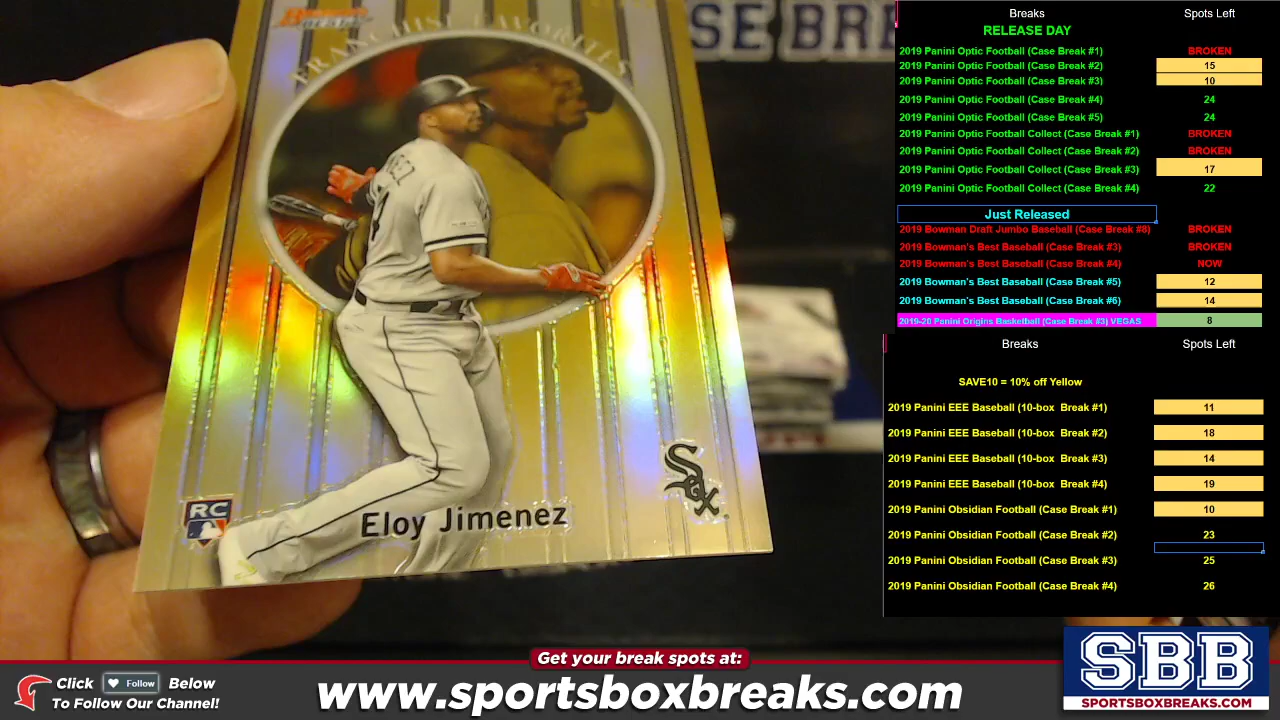 Bowman's
BEST
FRANCHISE FAVORITES
RC
Eloy Jimenez
Sox
SE BRE
Breaks Spots Left
RELEASE DAY
2019 Panini Optic Football (Case Break #1) BROKEN
2019 Panini Optic Football (Case Break #2) 15
2019 Panini Optic Football (Case Break #3) 10
2019 Panini Optic Football (Case Break #4) 24
2019 Panini Optic Football (Case Break #5) 24
2019 Panini Optic Football Collect (Case Break #1) BROKEN
2019 Panini Optic Football Collect (Case Break #2) BROKEN
2019 Panini Optic Football Collect (Case Break #3) 17
2019 Panini Optic Football Collect (Case Break #4) 22
Just Released
2019 Bowman Draft Jumbo Baseball (Case Break #8) BROKEN
2019 Bowman's Best Baseball (Case Break #3) BROKEN
2019 Bowman's Best Baseball (Case Break #4) NOW
2019 Bowman's Best Baseball (Case Break #5) 12
2019 Bowman's Best Baseball (Case Break #6) 14
2019-20 Panini Origins Basketball (Case Break #3) VEGAS 8
Breaks Spots Left
SAVE10 = 10% off Yellow
2019 Panini EEE Baseball (10-box Break #1) 11
2019 Panini EEE Baseball (10-box Break #2) 18
2019 Panini EEE Baseball (10-box Break #3) 14
2019 Panini EEE Baseball (10-box Break #4) 19
2019 Panini Obsidian Football (Case Break #1) 10
2019 Panini Obsidian Football (Case Break #2) 23
2019 Panini Obsidian Football (Case Break #3) 25
2019 Panini Obsidian Football (Case Break #4) 26
Get your break spots at:
Click Follow Below
To Follow Our Channel!
www.sportsboxbreaks.com
SBB
SPORTSBOXBREAKS.COM